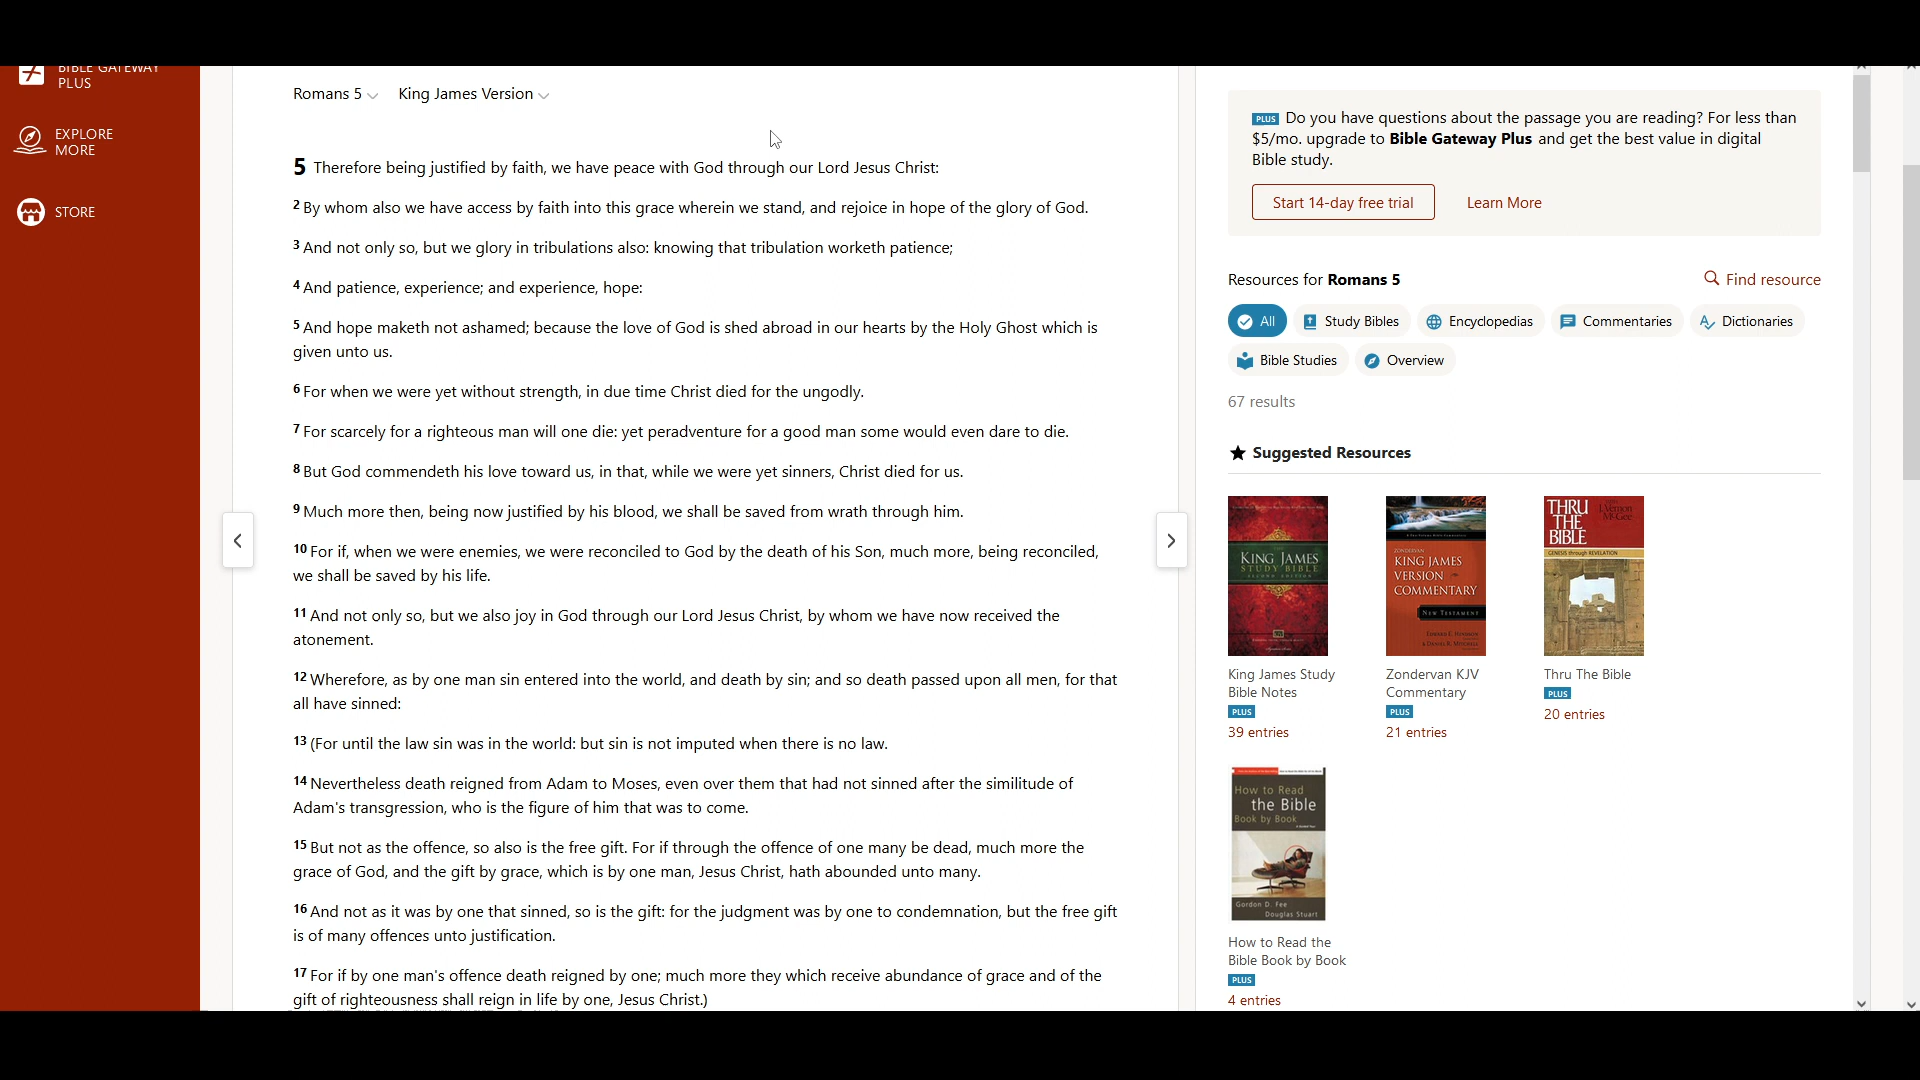 BIBLE GATEWAY
PLUS
EXPLORE
MORE
STORE
Romans 5 King James Version
5 Therefore being justified by faith, we have peace with God through our Lord Jesus Christ:
2 By whom also we have access by faith into this grace wherein we stand, and rejoice in hope of the glory of God.
3 And not only so, but we glory in tribulations also: knowing that tribulation worketh patience;
4 And patience, experience; and experience, hope:
5 And hope maketh not ashamed; because the love of God is shed abroad in our hearts by the Holy Ghost which is
given unto us.
6 For when we were yet without strength, in due time Christ died for the ungodly.
7 For scarcely for a righteous man will one die: yet peradventure for a good man some would even dare to die.
8 But God commendeth his love toward us, in that, while we were yet sinners, Christ died for us.
9 Much more then, being now justified by his blood, we shall be saved from wrath through him.
10 For if, when we were enemies, we were reconciled to God by the death of his Son, much more, being reconciled,
we shall be saved by his life.
11 And not only so, but we also joy in God through our Lord Jesus Christ, by whom we have now received the
atonement.
12 Wherefore, as by one man sin entered into the world, and death by sin; and so death passed upon all men, for that
all have sinned:
13 (For until the law sin was in the world: but sin is not imputed when there is no law.
14 Nevertheless death reigned from Adam to Moses, even over them that had not sinned after the similitude of
Adam's transgression, who is the figure of him that was to come.
15 But not as the offence, so also is the free gift. For if through the offence of one many be dead, much more the
grace of God, and the gift by grace, which is by one man, Jesus Christ, hath abounded unto many.
16 And not as it was by one that sinned, so is the gift: for the judgment was by one to condemnation, but the free gift
is of many offences unto justification.
17 For if by one man's offence death reigned by one; much more they which receive abundance of grace and of the
gift of righteousness shall reign in life by one, Jesus Christ.)
PLUS Do you have questions about the passage you are reading? For less than
$5/mo. upgrade to Bible Gateway Plus and get the best value in digital
Bible study.
Start 14-day free trial Learn More
Resources for Romans 5 Find resource
All Study Bibles Encyclopedias Commentaries Dictionaries
Bible Studies Overview
67 results
Suggested Resources
KING JAMES
STUDY BIBLE
SECOND EDITION
ZONDERVAN
KING JAMES
VERSION
COMMENTARY
NEW TESTAMENT
EDWARD E. HINDSON
& DANIEL R. MITCHELL
THRU
THE
BIBLE
J. Vernon
McGee
GENESIS through REVELATION
King James Study
Bible Notes
PLUS
39 entries
Zondervan KJV
Commentary
PLUS
21 entries
Thru The Bible
PLUS
20 entries
How to Read
the Bible
Book by Book
Gordon D. Fee
Douglas Stuart
How to Read the
Bible Book by Book
PLUS
4 entries